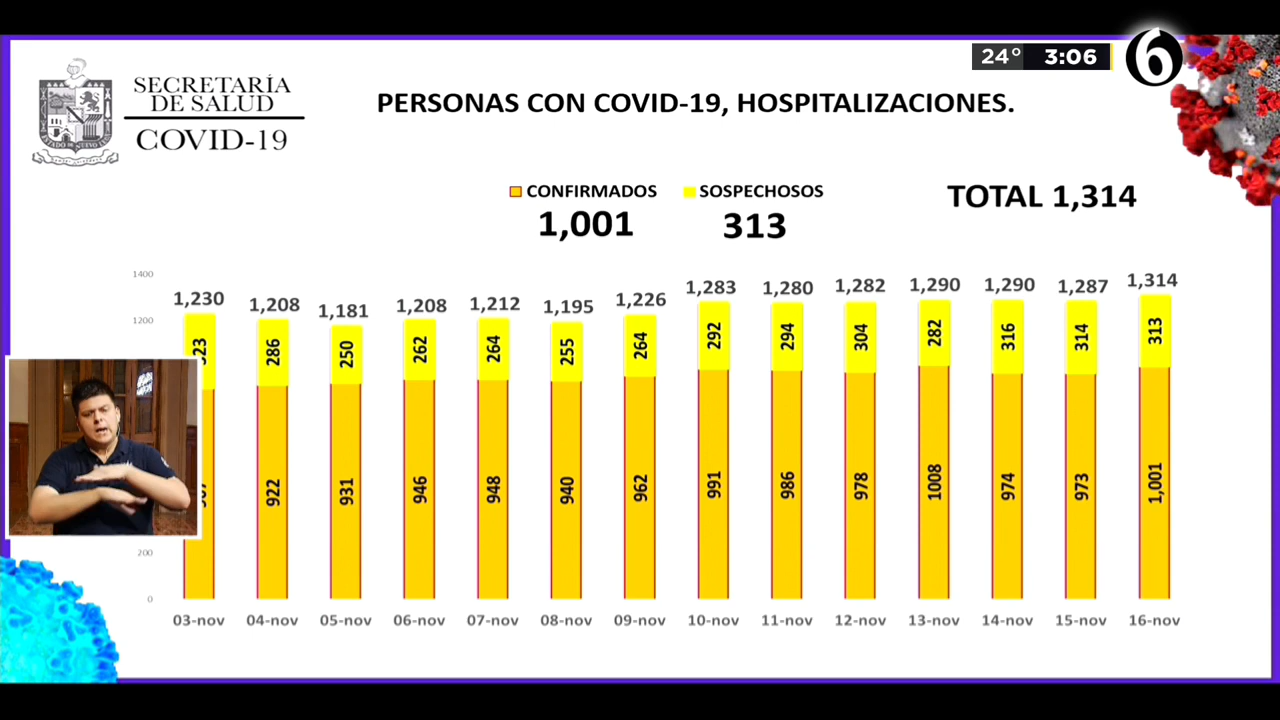 24° 3:06 6
SECRETARÍA
DE SALUD
COVID-19
PERSONAS CON COVID-19, HOSPITALIZACIONES.
CONFIRMADOS SOSPECHOSOS
1,001 313
TOTAL 1,314
1400
1200
200
0
1,230 1,208 1,181 1,208 1,212 1,195 1,226 1,283 1,280 1,282 1,290 1,290 1,287 1,314
286 250 262 264 255 264 292 294 304 282 316 314 313
922 931 946 948 940 962 991 986 978 1008 974 973 1,001
03-nov 04-nov 05-nov 06-nov 07-nov 08-nov 09-nov 10-nov 11-nov 12-nov 13-nov 14-nov 15-nov 16-nov